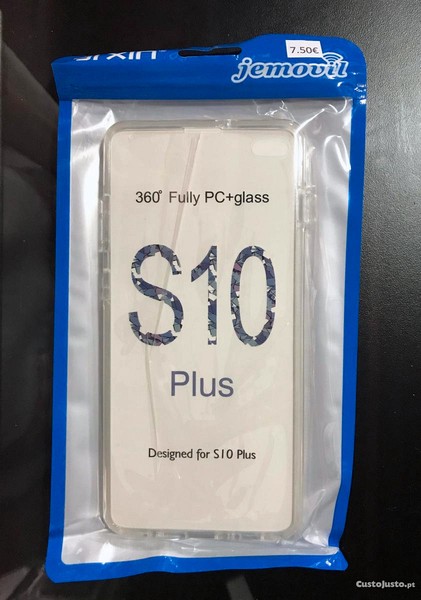 7.50€
jemovil
360° Fully PC+glass
S10
Plus
Designed for S10 Plus
CustoJusto.pt